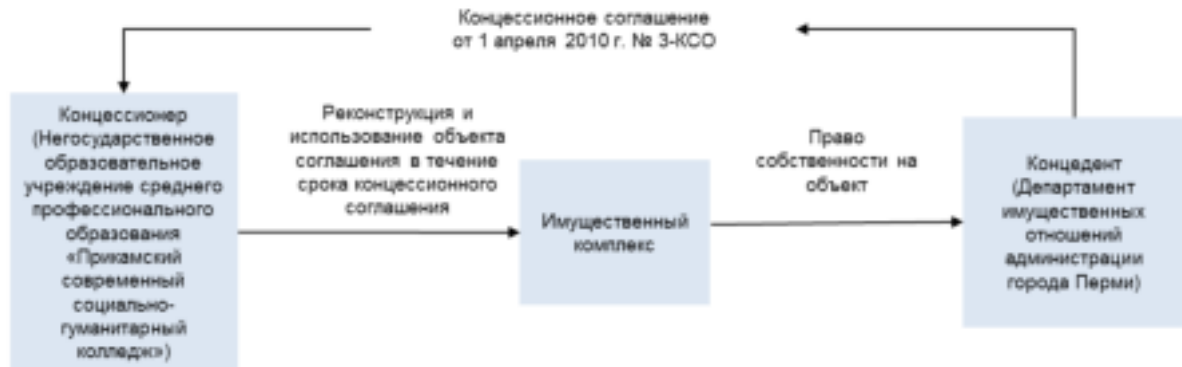 Концессионное соглашение
от 1 апреля 2010 г. № 3-КСО
Концессионер
(Негосударственное
образовательное
учреждение среднего
профессионального
образования
«Прикамский
современный
социально-
гуманитарный
колледж»)
Реконструкция и
использование объекта
соглашения в течение
срока концессионного
соглашения
Имущественный
комплекс
Право
собственности на
объект
Концедент
(Департамент
имущественных
отношений
администрации
города Перми)